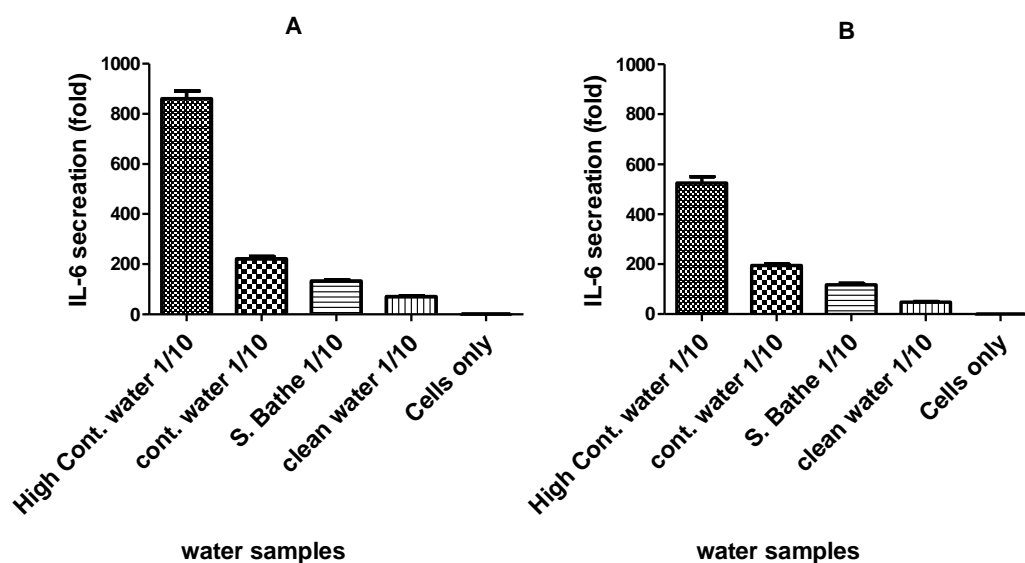 A
IL-6 secreation (fold)
1000
800
600
400
200
0
High Cont. water 1/10
cont. water 1/10
S. Bathe 1/10
clean water 1/10
Cells only
water samples
B
IL-6 secreation (fold)
1000
800
600
400
200
0
High Cont. water 1/10
cont. water 1/10
S. Bathe 1/10
clean water 1/10
Cells only
water samples